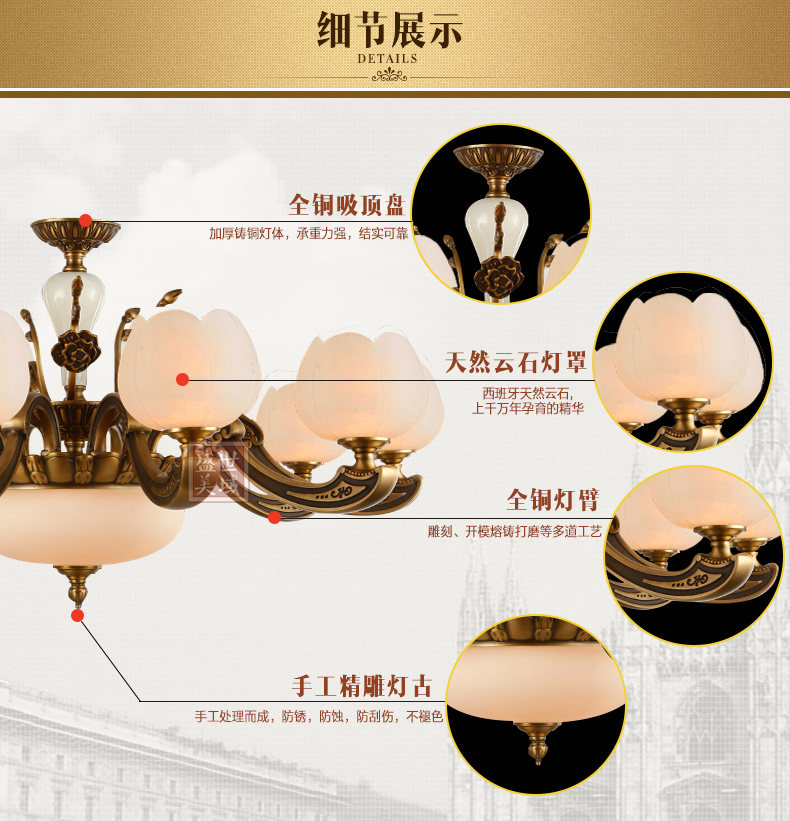 细节展示
DETAILS
全铜吸顶盘
加厚铸铜灯体，承重力强，结实可靠
天然云石灯罩
西班牙天然云石，
上千万年孕育的精华
盛世
美域
全铜灯臂
雕刻、开模熔铸打磨等多道工艺
手工精雕灯古
手工处理而成，防锈，防蚀，防刮伤，不褪色